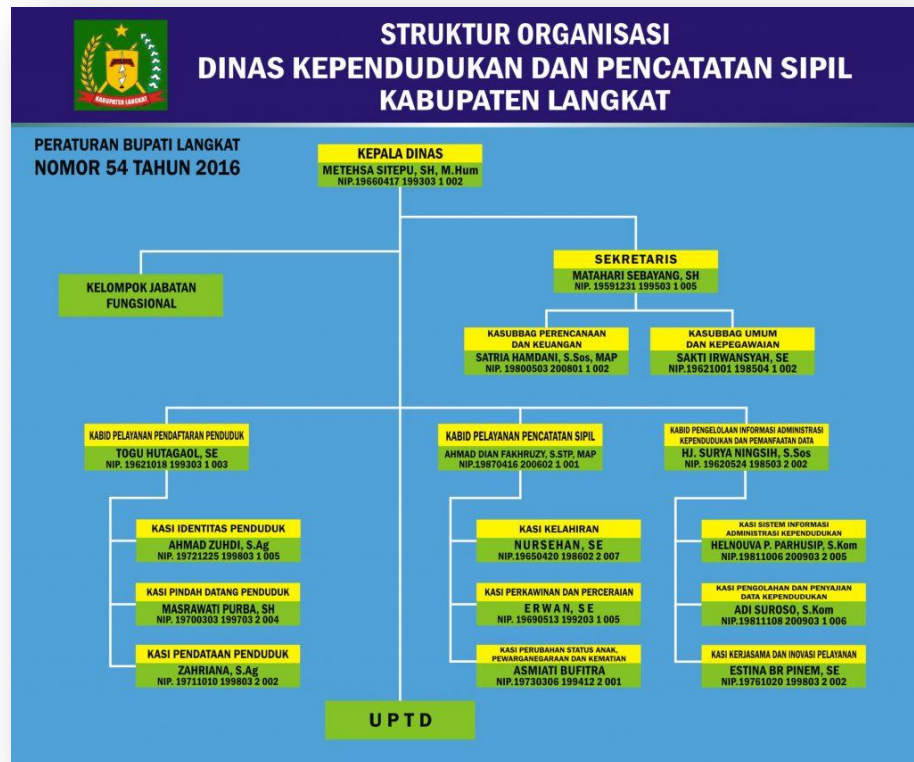 STRUKTUR ORGANISASI
DINAS KEPENDUDUKAN DAN PENCATATAN SIPIL
KABUPATEN LANGKAT
KABUPATEN LANGKAT
PERATURAN BUPATI LANGKAT
NOMOR 54 TAHUN 2016
KEPALA DINAS
METEHSA SITEPU, SH, M.Hum
NIP.19660417 199303 1 002
KELOMPOK JABATAN
FUNGSIONAL
SEKRETARIS
MATAHARI SEBAYANG, SH
NIP. 19591231 199503 1 005
KASUBBAG PERENCANAAN
DAN KEUANGAN
SATRIA HAMDANI, S.Sos, MAP
NIP. 19800503 200801 1 002
KASUBBAG UMUM
DAN KEPEGAWAIAN
SAKTI IRWANSYAH, SE
NIP.19621001 198504 1 002
KABID PELAYANAN PENDAFTARAN PENDUDUK
TOGU HUTAGAOL, SE
NIP. 19621018 199303 1 003
KASI IDENTITAS PENDUDUK
AHMAD ZUHDI, S.Ag
NIP. 19721225 199803 1 005
KASI PINDAH DATANG PENDUDUK
MASRAWATI PURBA, SH
NIP. 19700303 199703 2 004
KASI PENDATAAN PENDUDUK
ZAHRIANA, S.Ag
NIP. 19711010 199803 2 002
KABID PELAYANAN PENCATATAN SIPIL
AHMAD DIAN FAKHRUZY, S.STP, MAP
NIP.19870416 200602 1 001
KASI KELAHIRAN
NURSEHAN, SE
NIP.19650420 198602 2 007
KASI PERKAWINAN DAN PERCERAIAN
ERWAN, SE
NIP. 19690513 199203 1 005
KASI PERUBAHAN STATUS ANAK,
PEWARGANEGARAAN DAN KEMATIAN
ASMIATI BUFITRA
NIP.19730306 199412 2 001
KABID PENGELOLAAN INFORMASI ADMINISTRASI
KEPENDUDUKAN DAN PEMANFAATAN DATA
HJ. SURYA NINGSIH, S.Sos
NIP. 19620524 198503 2 002
KASI SISTEM INFORMASI
ADMINISTRASI KEPENDUDUKAN
HELNOUVA P. PARHUSIP, S.Kom
NIP.19811006 200903 2 005
KASI PENGOLAHAN DAN PENYAJIAN
DATA KEPENDUDUKAN
ADI SUROSO, S.Kom
NIP.19811108 200903 1 006
KASI KERJASAMA DAN INOVASI PELAYANAN
ESTINA BR PINEM, SE
NIP.19761020 199803 2 002
UPTD